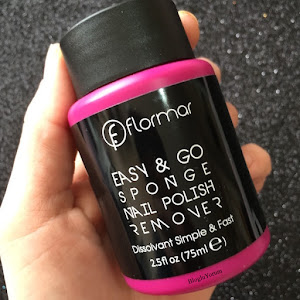 flormar
EASY & GO
SPONGE
NAIL POLISH
REMOVER
Dissolvant Simple & Fast
2.5fl oz (75ml ℮)